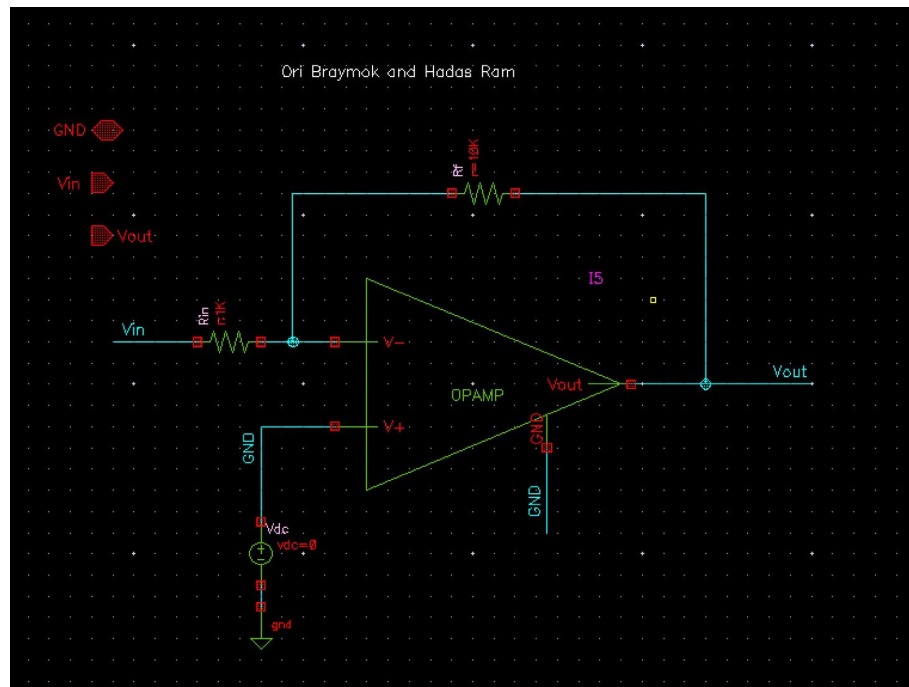 Ori Braymok and Hadas Ram
GND
Vin
Vout
Rf
r=10K
I5
Vin
Rin
r:1K
V-
V+
OPAMP
Vout
GND
Vout
GND
GND
Vdc
vdc=0
gnd